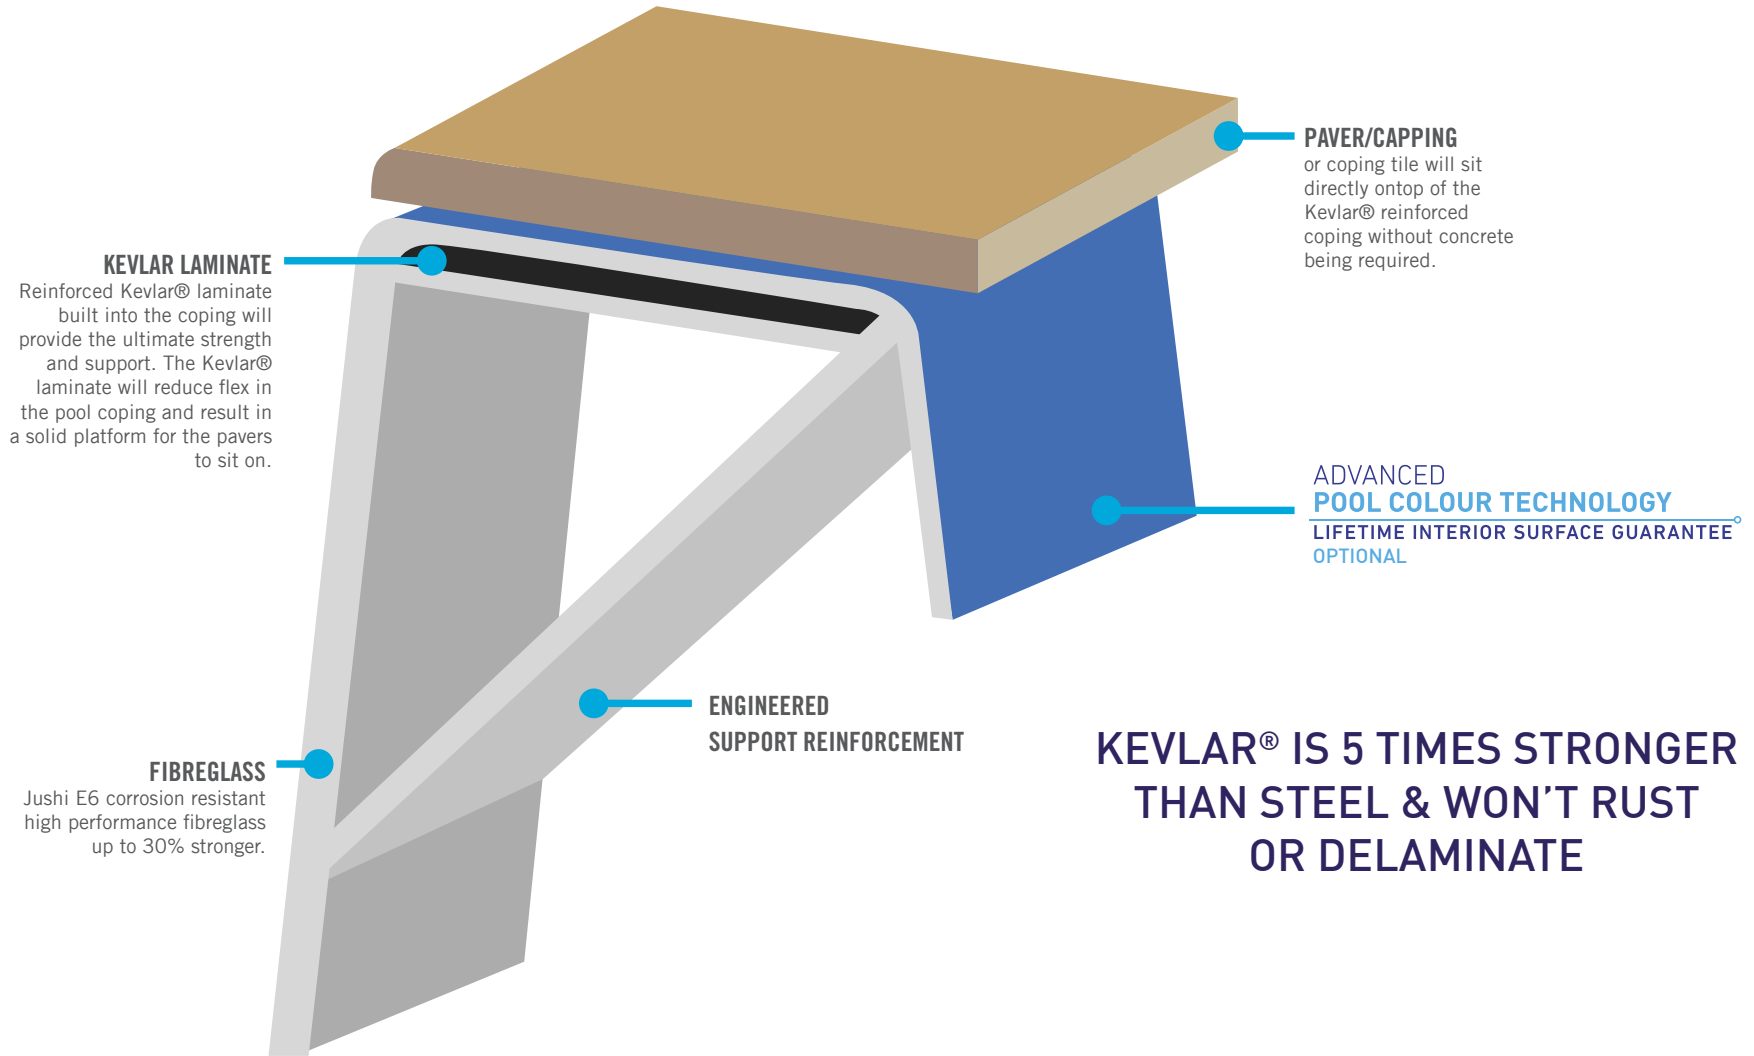 PAVER/CAPPING
or coping tile will sit
directly ontop of the
Kevlar® reinforced
coping without concrete
being required.
KEVLAR LAMINATE
Reinforced Kevlar® laminate
built into the coping will
provide the ultimate strength
and support. The Kevlar®
laminate will reduce flex in
the pool coping and result in
a solid platform for the pavers
to sit on.
ADVANCED
POOL COLOUR TECHNOLOGY
LIFETIME INTERIOR SURFACE GUARANTEE
OPTIONAL
ENGINEERED
SUPPORT REINFORCEMENT
FIBREGLASS
Jushi E6 corrosion resistant
high performance fibreglass
up to 30% stronger.
KEVLAR® IS 5 TIMES STRONGER
THAN STEEL & WON'T RUST
OR DELAMINATE